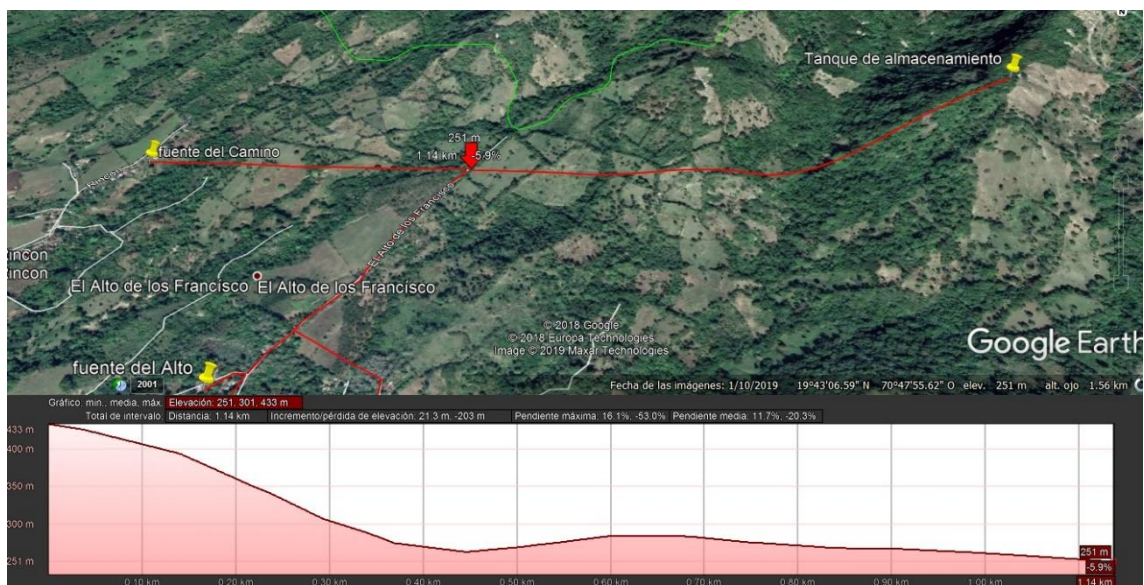 N
Tanque de almacenamiento
fuente del Camino
251 m
1.14 km -5.9%
Rincon
El Alto de los Francisco
rincon
rincon
El Alto de los Francisco
El Alto de los Francisco
© 2018 Google
© 2018 Europa Technologies
Image © 2019 Maxar Technologies
Google Earth
fuente del Alto
2001
Fecha de las imágenes: 1/10/2019 19°43'06.59" N 70°47'55.62" O elev. 251 m alt. ojo 1.56 km
Gráfico: min., media, máx. Elevación: 251, 301, 433 m
Total de intervalo: Distancia: 1.14 km Incremento/pérdida de elevación: 21.3 m, -203 m Pendiente máxima: 16.1%, -53.0% Pendiente media: 11.7%, -20.3%
433 m
400 m
350 m
300 m
251 m
251 m
-5.9%
0.10 km 0.20 km 0.30 km 0.40 km 0.50 km 0.60 km 0.70 km 0.80 km 0.90 km 1.00 km 1.14 km